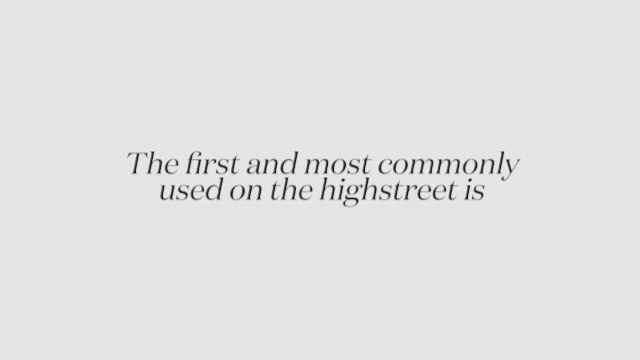 The first and most commonly
used on the highstreet is